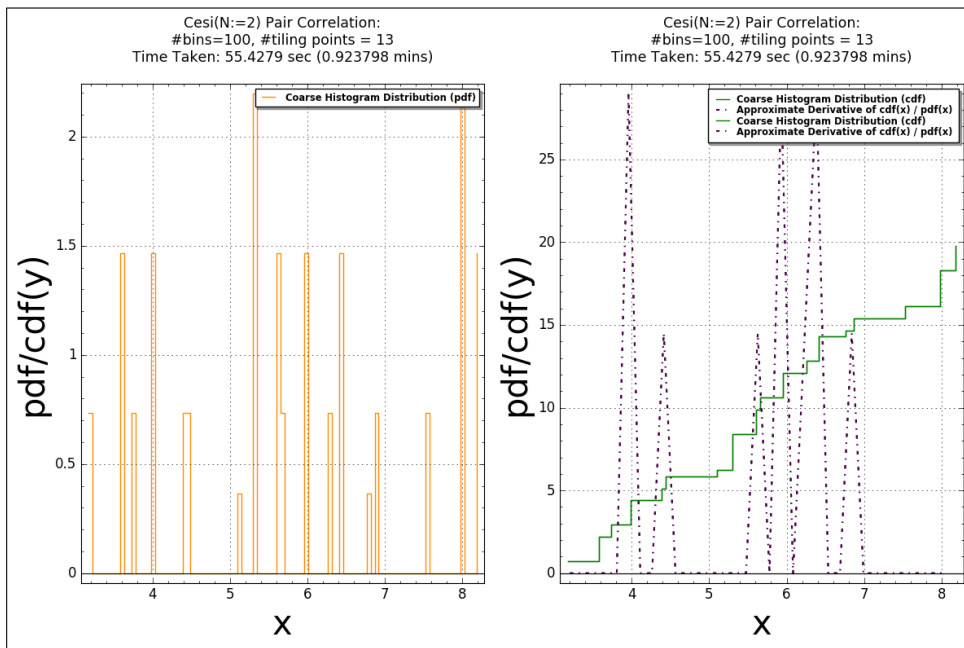 Cesi(N:=2) Pair Correlation:
#bins=100, #tiling points = 13
Time Taken: 55.4279 sec (0.923798 mins)
Coarse Histogram Distribution (pdf)
2
1.5
1
0.5
0
pdf/cdf(y)
4
5
6
7
8
x
Cesi(N:=2) Pair Correlation:
#bins=100, #tiling points = 13
Time Taken: 55.4279 sec (0.923798 mins)
Coarse Histogram Distribution (cdf)
Approximate Derivative of cdf(x) / pdf(x)
Coarse Histogram Distribution (cdf)
Approximate Derivative of cdf(x) / pdf(x)
25
20
15
10
5
0
pdf/cdf(y)
4
5
6
7
8
x